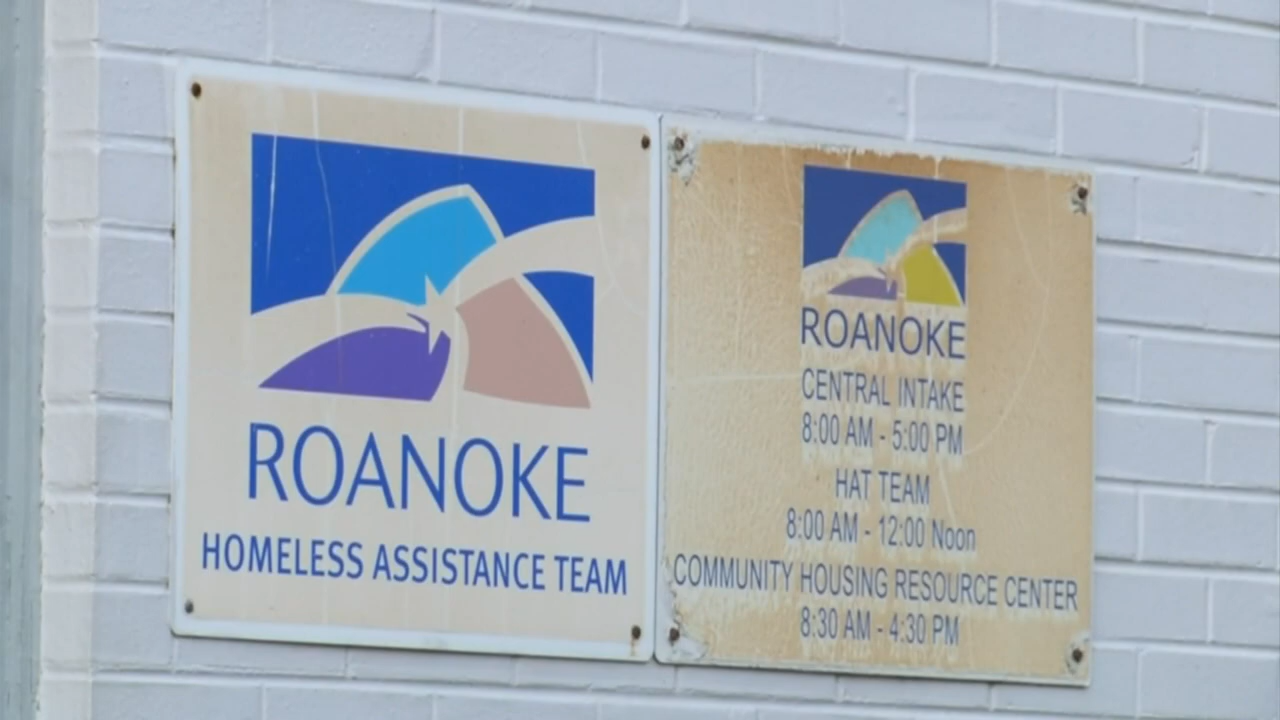 ROANOKE
HOMELESS ASSISTANCE TEAM
ROANOKE
CENTRAL INTAKE
8:00 AM - 5:00 PM
HAT TEAM
8:00 AM - 12:00 Noon
COMMUNITY HOUSING RESOURCE CENTER
8:30 AM - 4:30 PM